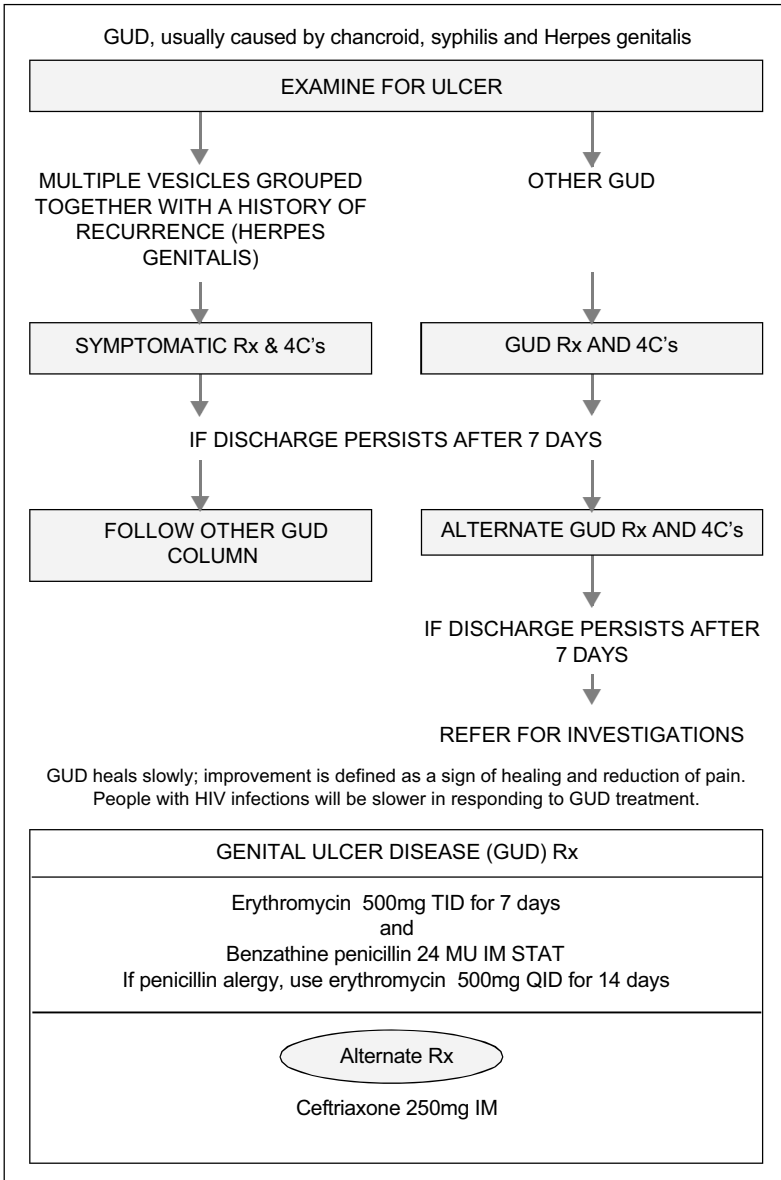 GUD, usually caused by chancroid, syphilis and Herpes genitalis
EXAMINE FOR ULCER
MULTIPLE VESICLES GROUPED
TOGETHER WITH A HISTORY OF
RECURRENCE (HERPES
GENITALIS)
OTHER GUD
SYMPTOMATIC Rx & 4C's
GUD Rx AND 4C's
IF DISCHARGE PERSISTS AFTER 7 DAYS
FOLLOW OTHER GUD
COLUMN
ALTERNATE GUD Rx AND 4C's
IF DISCHARGE PERSISTS AFTER
7 DAYS
REFER FOR INVESTIGATIONS
GUD heals slowly; improvement is defined as a sign of healing and reduction of pain.
People with HIV infections will be slower in responding to GUD treatment.
GENITAL ULCER DISEASE (GUD) Rx
Erythromycin 500mg TID for 7 days
and
Benzathine penicillin 24 MU IM STAT
If penicillin alergy, use erythromycin 500mg QID for 14 days
Alternate Rx
Ceftriaxone 250mg IM